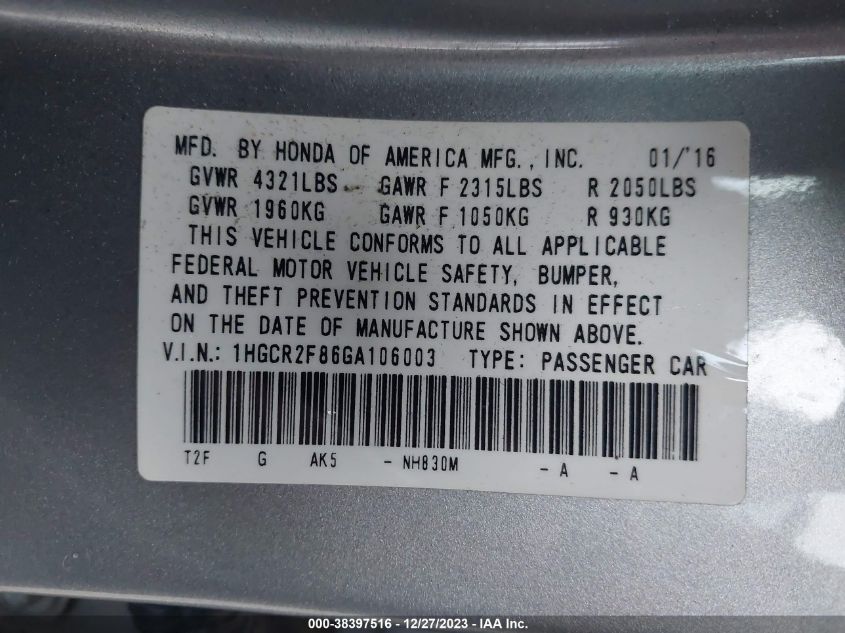 MFD. BY HONDA OF AMERICA MFG., INC. 01/'16
GVWR 4321LBS GAWR F 2315LBS R 2050LBS
GVWR 1960KG GAWR F 1050KG R 930KG
THIS VEHICLE CONFORMS TO ALL APPLICABLE
FEDERAL MOTOR VEHICLE SAFETY, BUMPER,
AND THEFT PREVENTION STANDARDS IN EFFECT
ON THE DATE OF MANUFACTURE SHOWN ABOVE.
V.I.N.: 1HGCR2F86GA106003 TYPE: PASSENGER CAR
T2F G AK5 - NH830M - A - A
000-38397516 - 12/27/2023 - IAA Inc.